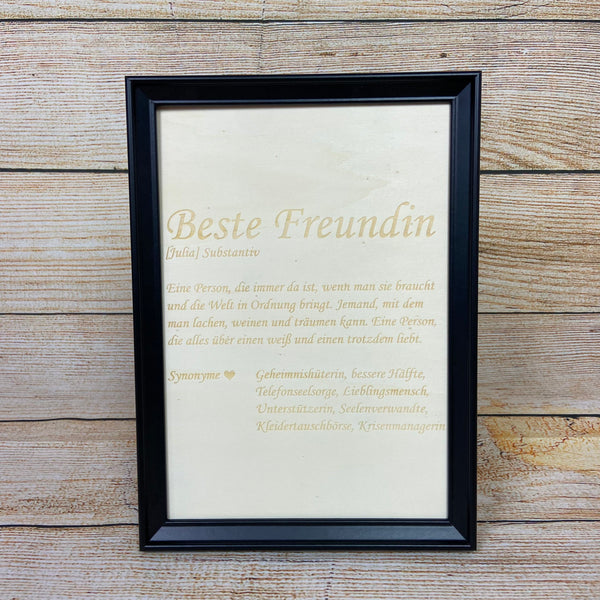 Beste Freundin
[Julia] Substantiv
Eine Person, die immer da ist, wenn man sie braucht
und die Welt in Ordnung bringt. Jemand, mit dem
man lachen, weinen und träumen kann. Eine Person,
die alles über einen weiß und einen trotzdem liebt.
Synonyme ♥ Geheimnishüterin, bessere Hälfte,
Telefonseelsorge, Lieblingsmensch,
Unterstützerin, Seelenverwandte,
Kleidertauschbörse, Krisenmanagerin